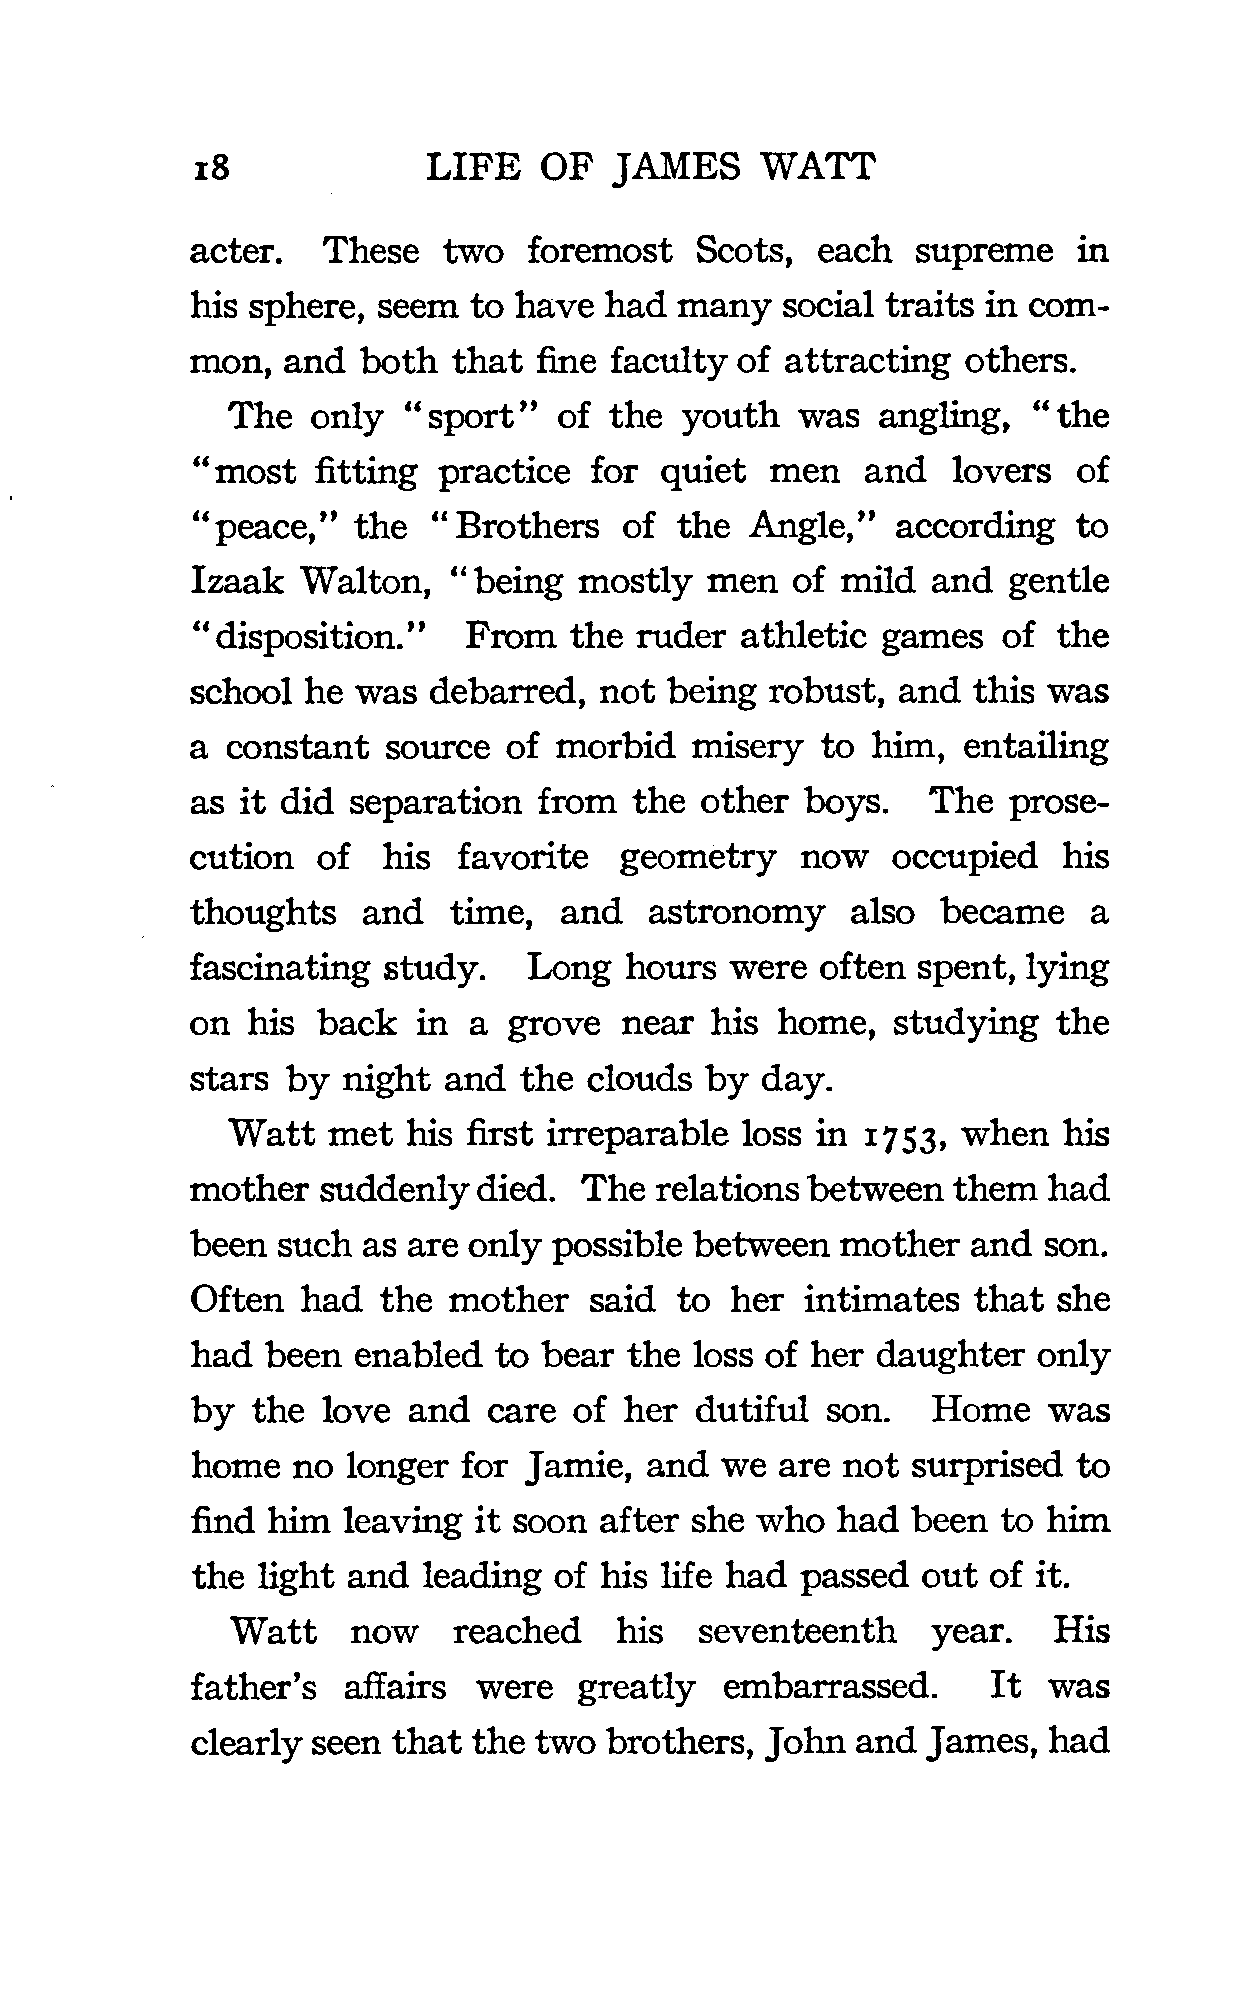 18 LIFE OF JAMES WATT
acter. These two foremost Scots, each supreme in
his sphere, seem to have had many social traits in com-
mon, and both that fine faculty of attracting others.
The only "sport" of the youth was angling, "the
"most fitting practice for quiet men and lovers of
"peace," the "Brothers of the Angle," according to
Izaak Walton, "being mostly men of mild and gentle
"disposition." From the ruder athletic games of the
school he was debarred, not being robust, and this was
a constant source of morbid misery to him, entailing
as it did separation from the other boys. The prose-
cution of his favorite geometry now occupied his
thoughts and time, and astronomy also became a
fascinating study. Long hours were often spent, lying
on his back in a grove near his home, studying the
stars by night and the clouds by day.
Watt met his first irreparable loss in 1753, when his
mother suddenly died. The relations between them had
been such as are only possible between mother and son.
Often had the mother said to her intimates that she
had been enabled to bear the loss of her daughter only
by the love and care of her dutiful son. Home was
home no longer for Jamie, and we are not surprised to
find him leaving it soon after she who had been to him
the light and leading of his life had passed out of it.
Watt now reached his seventeenth year. His
father's affairs were greatly embarrassed. It was
clearly seen that the two brothers, John and James, had